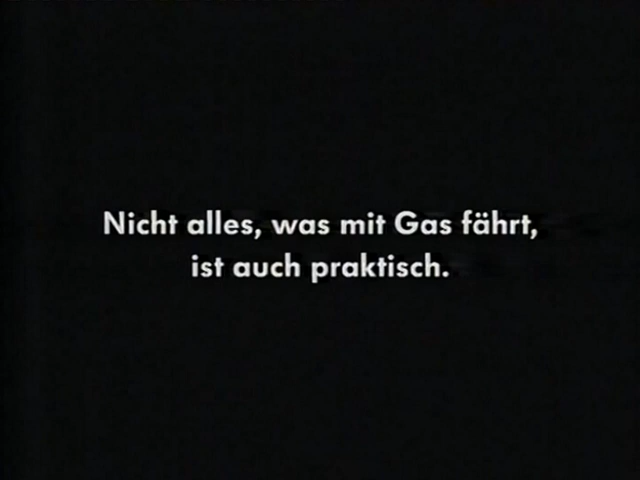 Nicht alles, was mit Gas fährt,
ist auch praktisch.